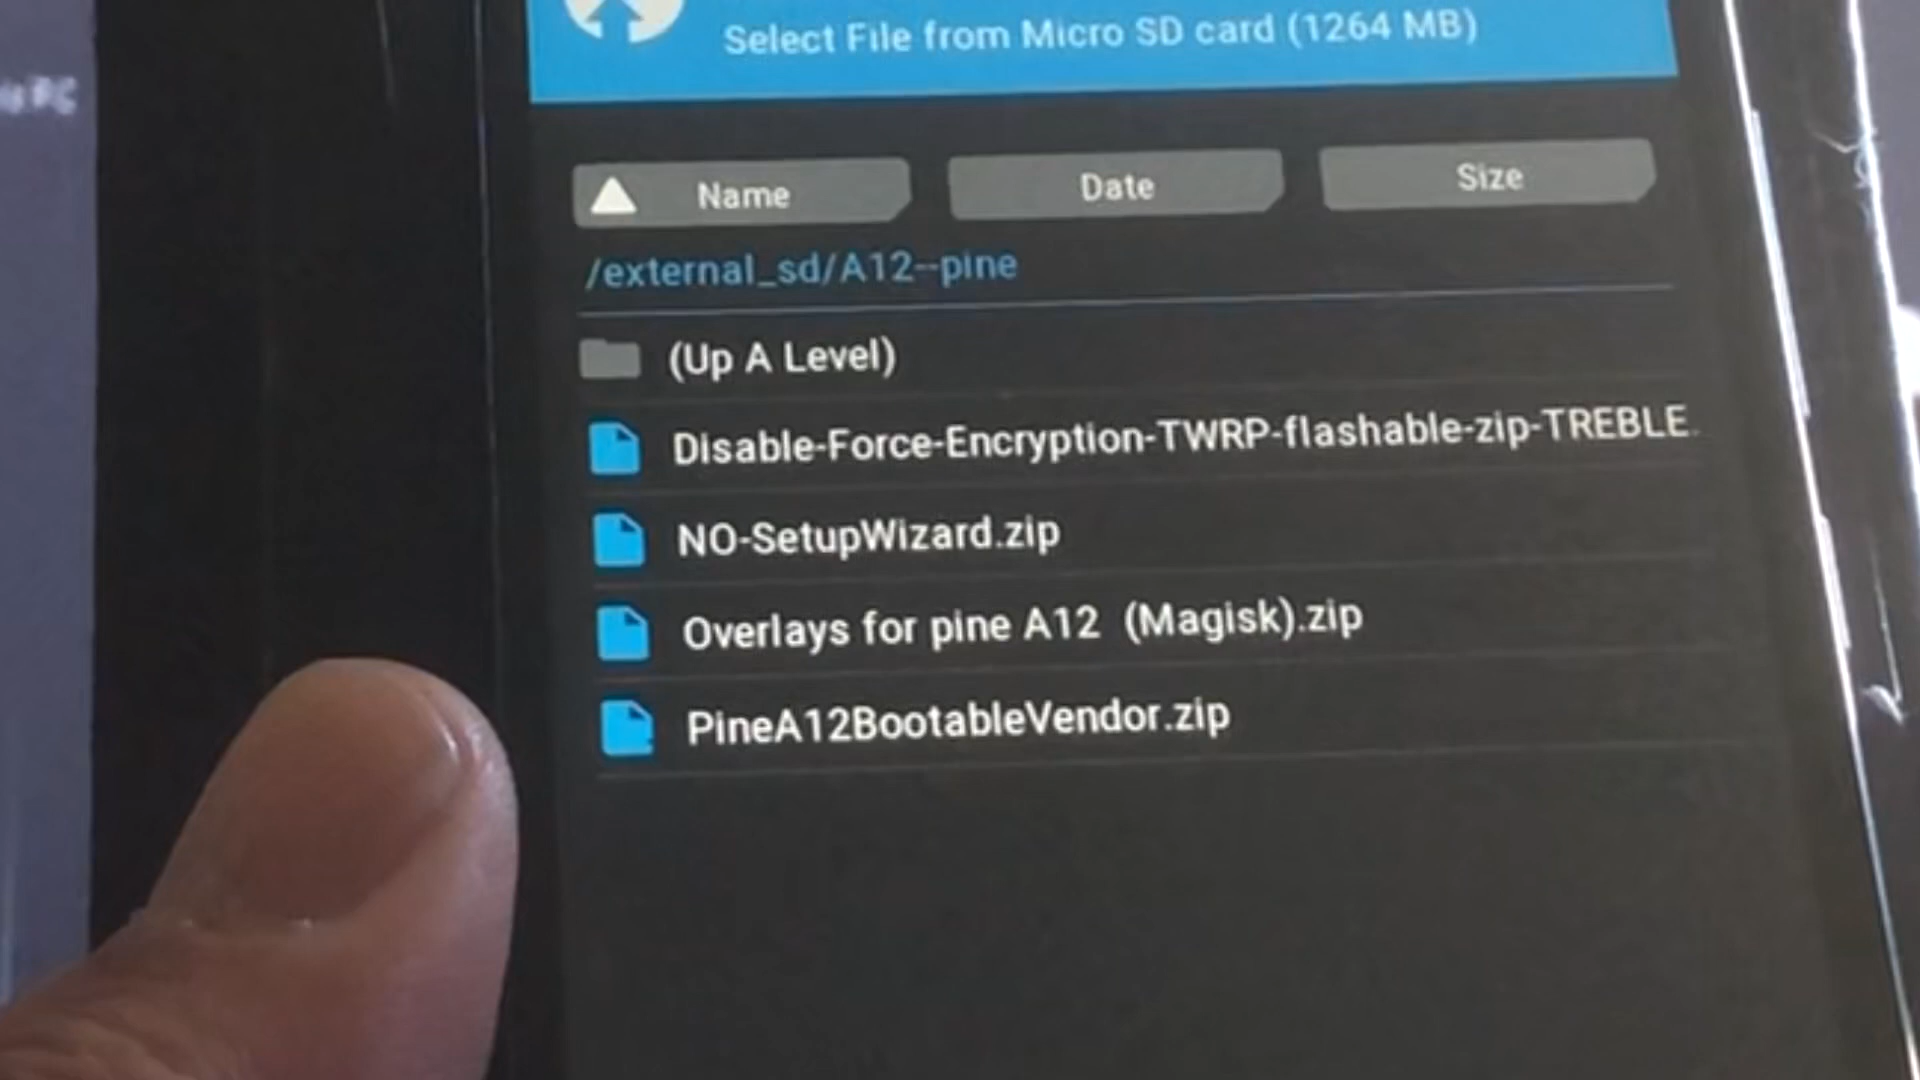 PC
Select File from Micro SD card (1264 MB)
Name Date Size
/external_sd/A12--pine
(Up A Level)
Disable-Force-Encryption-TWRP-flashable-zip-TREBLE.
NO-SetupWizard.zip
Overlays for pine A12 (Magisk).zip
PineA12BootableVendor.zip